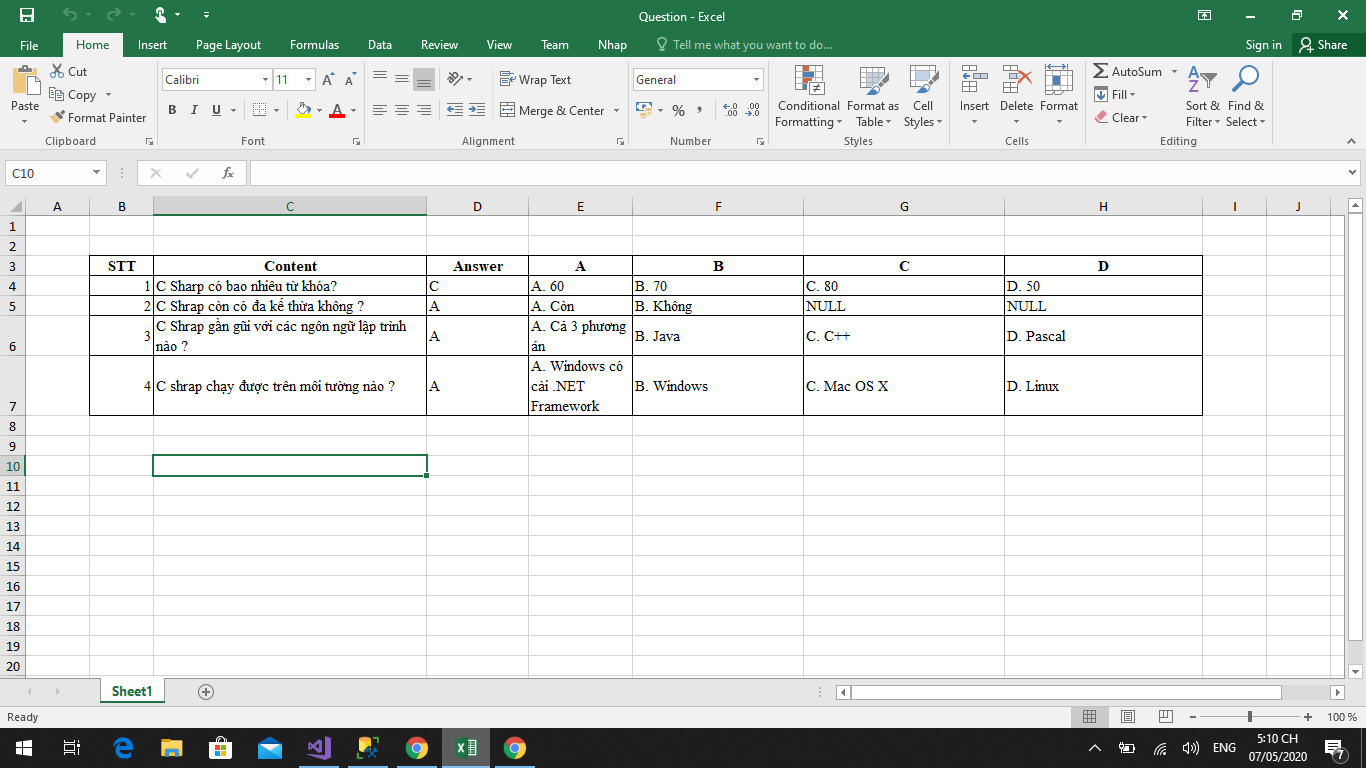 Question - Excel
File Home Insert Page Layout Formulas Data Review View Team Nhap Tell me what you want to do... Sign in Share
Paste
Cut
Copy
Format Painter
Clipboard
Calibri 11
B I U
Font
Wrap Text
Merge & Center
Alignment
General
Number
Conditional Formatting
Format as Table
Cell Styles
Styles
Insert Delete Format
Cells
AutoSum
Fill
Clear
Sort & Filter
Find & Select
Editing
C10 fx
A B C D E F G H I J
1
2
3 STT Content Answer A B C D
4 1 C Sharp có bao nhiêu từ khóa? C A. 60 B. 70 C. 80 D. 50
5 2 C Shrap còn có đa kế thừa không ? A A. Còn B. Không NULL NULL
6 3 C Shrap gần gũi với các ngôn ngữ lập trình nào ? A A. Cả 3 phương án B. Java C. C++ D. Pascal
7 4 C shrap chạy được trên môi tường nào ? A A. Windows có cài .NET Framework B. Windows C. Mac OS X D. Linux
8
9
10
11
12
13
14
15
16
17
18
19
20
Sheet1
Ready 100 %
ENG 5:10 CH
07/05/2020
7